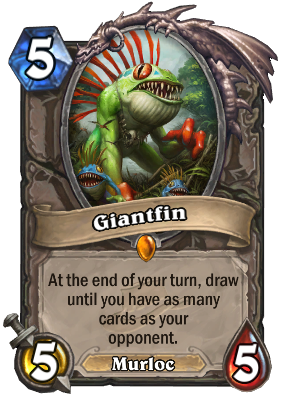 5
Giantfin
At the end of your turn, draw
until you have as many
cards as your
opponent.
5
Murloc
5